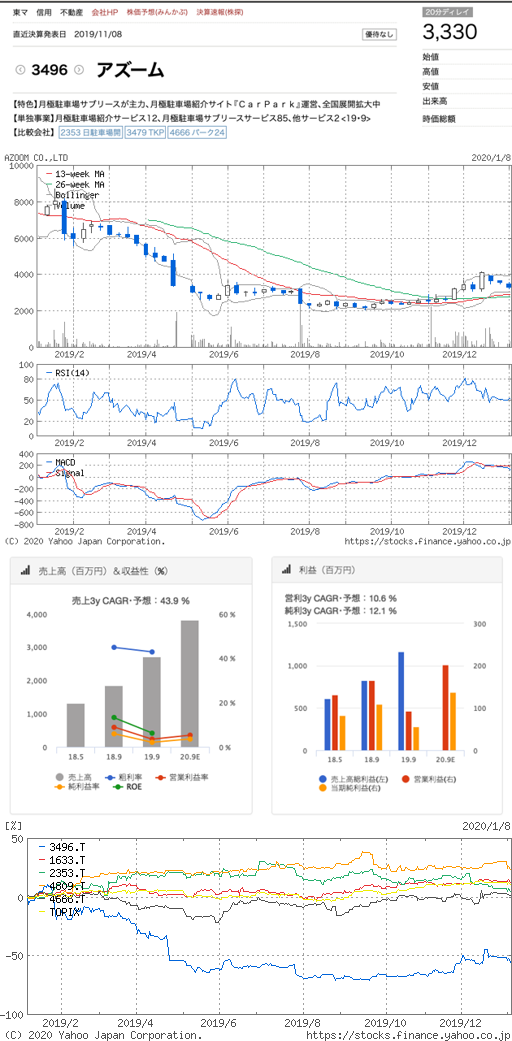 東マ 信用 不動産 会社HP 株価予想(みんかぶ) 決算速報(株探)
20分ディレイ
直近決算発表日 2019/11/08
優待なし
3,330
3496 アズーム
始値
高値
安値
出来高
時価総額
【特色】月極駐車場サブリースが主力、月極駐車場紹介サイト『CarPark』運営、全国展開拡大中
【単独事業】月極駐車場紹介サービス12、月極駐車場サブリースサービス85、他サービス2<19・9>
【比較会社】 2353 日駐車場開 3479 TKP 4666 パーク24
AZOOM CO.,LTD
2020/1/8
10000
8000
6000
4000
2000
0
13-week MA
26-week MA
Bollinger
Volume
2019/2 2019/4 2019/6 2019/8 2019/10 2019/12
100
50
0
RSI(14)
2019/2 2019/4 2019/6 2019/8 2019/10 2019/12
400
200
0
−200
−400
−600
−800
MACD
Signal
2019/2 2019/4 2019/6 2019/8 2019/10 2019/12
(C) 2020 Yahoo Japan Corporation.
https://stocks.finance.yahoo.co.jp/
売上高（百万円）＆収益性（%）
売上3y CAGR・予想：43.9 %
4,000
3,000
2,000
1,000
0
60 %
40 %
20 %
0 %
18.5 18.9 19.9 20.9E
売上高 粗利率 営業利益率
純利益率 ROE
利益（百万円）
営利3y CAGR・予想：10.6 %
純利3y CAGR・予想：12.1 %
1,500
1,000
500
0
300
200
100
0
18.5 18.9 19.9 20.9E
売上高総利益(左) 営業利益(右)
当期純利益(右)
[%]
2020/1/8
50
0
−50
−100
3496.T
1633.T
2353.T
4809.T
4666.T
TOPIX
2019/2 2019/4 2019/6 2019/8 2019/10 2019/12
(C) 2020 Yahoo Japan Corporation.
https://stocks.finance.yahoo.co.jp/